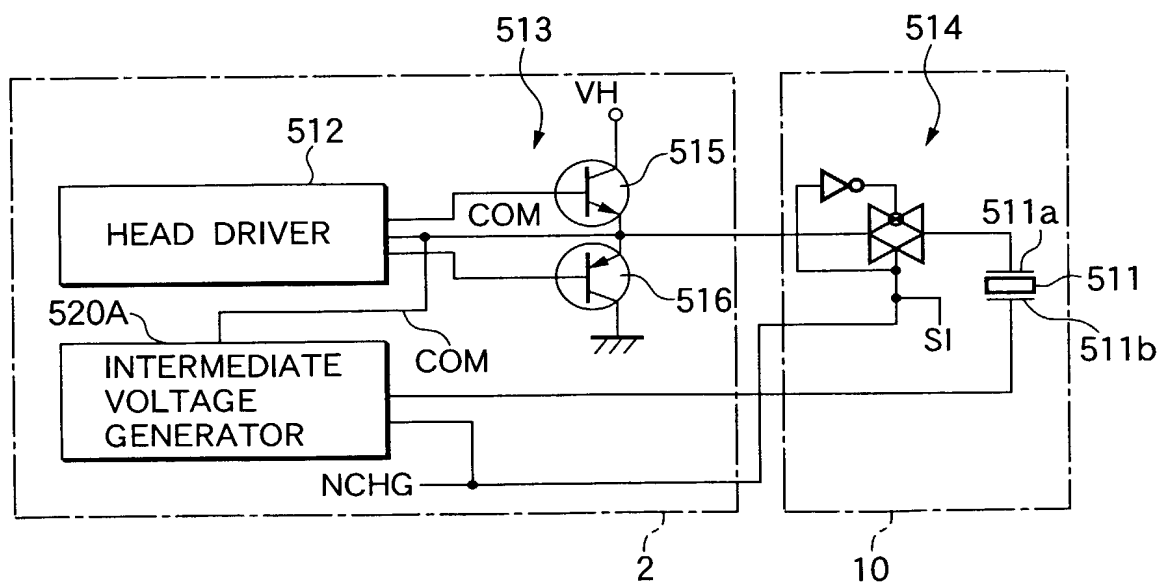 513
514
VH
512
515
HEAD DRIVER
COM
511a
511
516
520A
SI
511b
COM
INTERMEDIATE
VOLTAGE
GENERATOR
NCHG
2
10